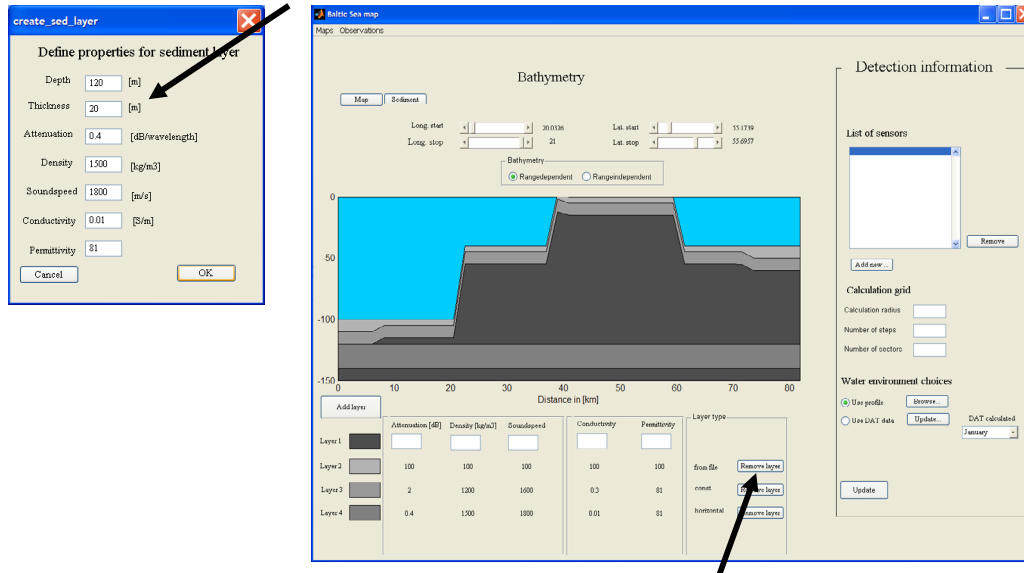 create_sed_layer
Define properties for sediment layer
Depth 120 [m]
Thickness 20 [m]
Attenuation 0.4 [dB/wavelength]
Density 1500 [kg/m3]
Soundspeed 1800 [m/s]
Conductivity 0.01 [S/m]
Permittivity 81
Cancel OK
Baltic Sea map
Maps Observations
Bathymetry
Map Sediment
Long. start 20.0326 Lat. start 55.1739
Long. stop 21 Lat. stop 55.6957
Bathymetry
Rangedependent Rangeindependent
0
50
-100
-150
0 10 20 30 40 50 60 70 80
Distance in [km]
Add layer
Layer type
Attenuation [dB] Density [kg/m3] Soundspeed Conductivity Permittivity
Layer 1
Layer 2 100 100 100 100 100 from file Remove layer
Layer 3 2 1200 1600 0.3 81 const. Remove layer
Layer 4 0.4 1500 1800 0.01 81 horizontal Remove layer
Detection information
List of sensors
Remove
Add new ...
Calculation grid
Calculation radius
Number of steps
Number of sectors
Water environment choices
Use profile Browse...
Use DAT data Update... DAT calculated
January
Update